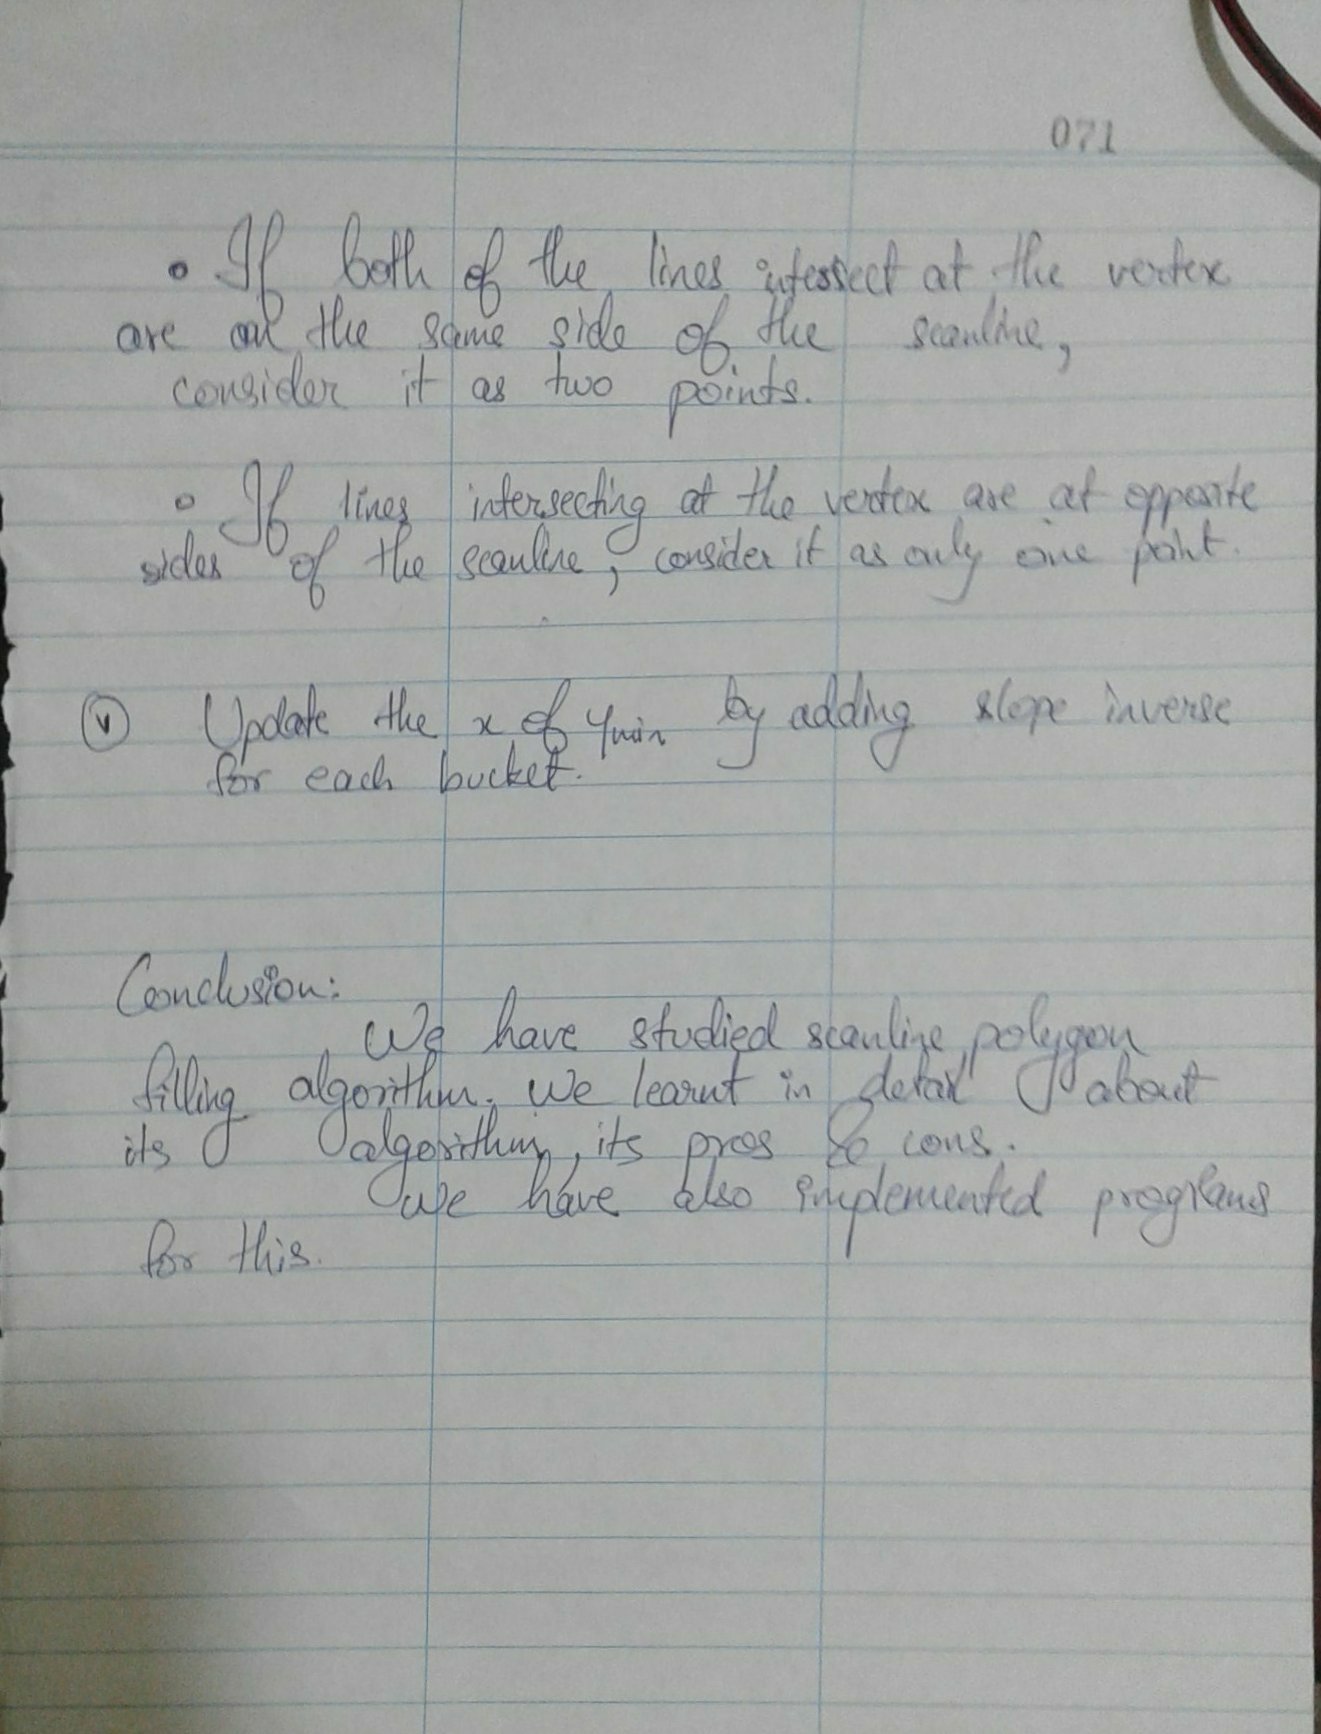 071
• If both of the lines intersect at the vertex
are on the same side of the scanline,
consider it as two points.
◦ If lines intersecting at the vertex are at opposite
sides of the scanline, consider it as only one point.
(v) Update the x of ymin by adding slope inverse
for each bucket.
Conclusion:
We have studied scanline polygon
filling algorithm. We learnt in detail about
its algorithm, its pros & cons.
We have also implemented programs
for this.